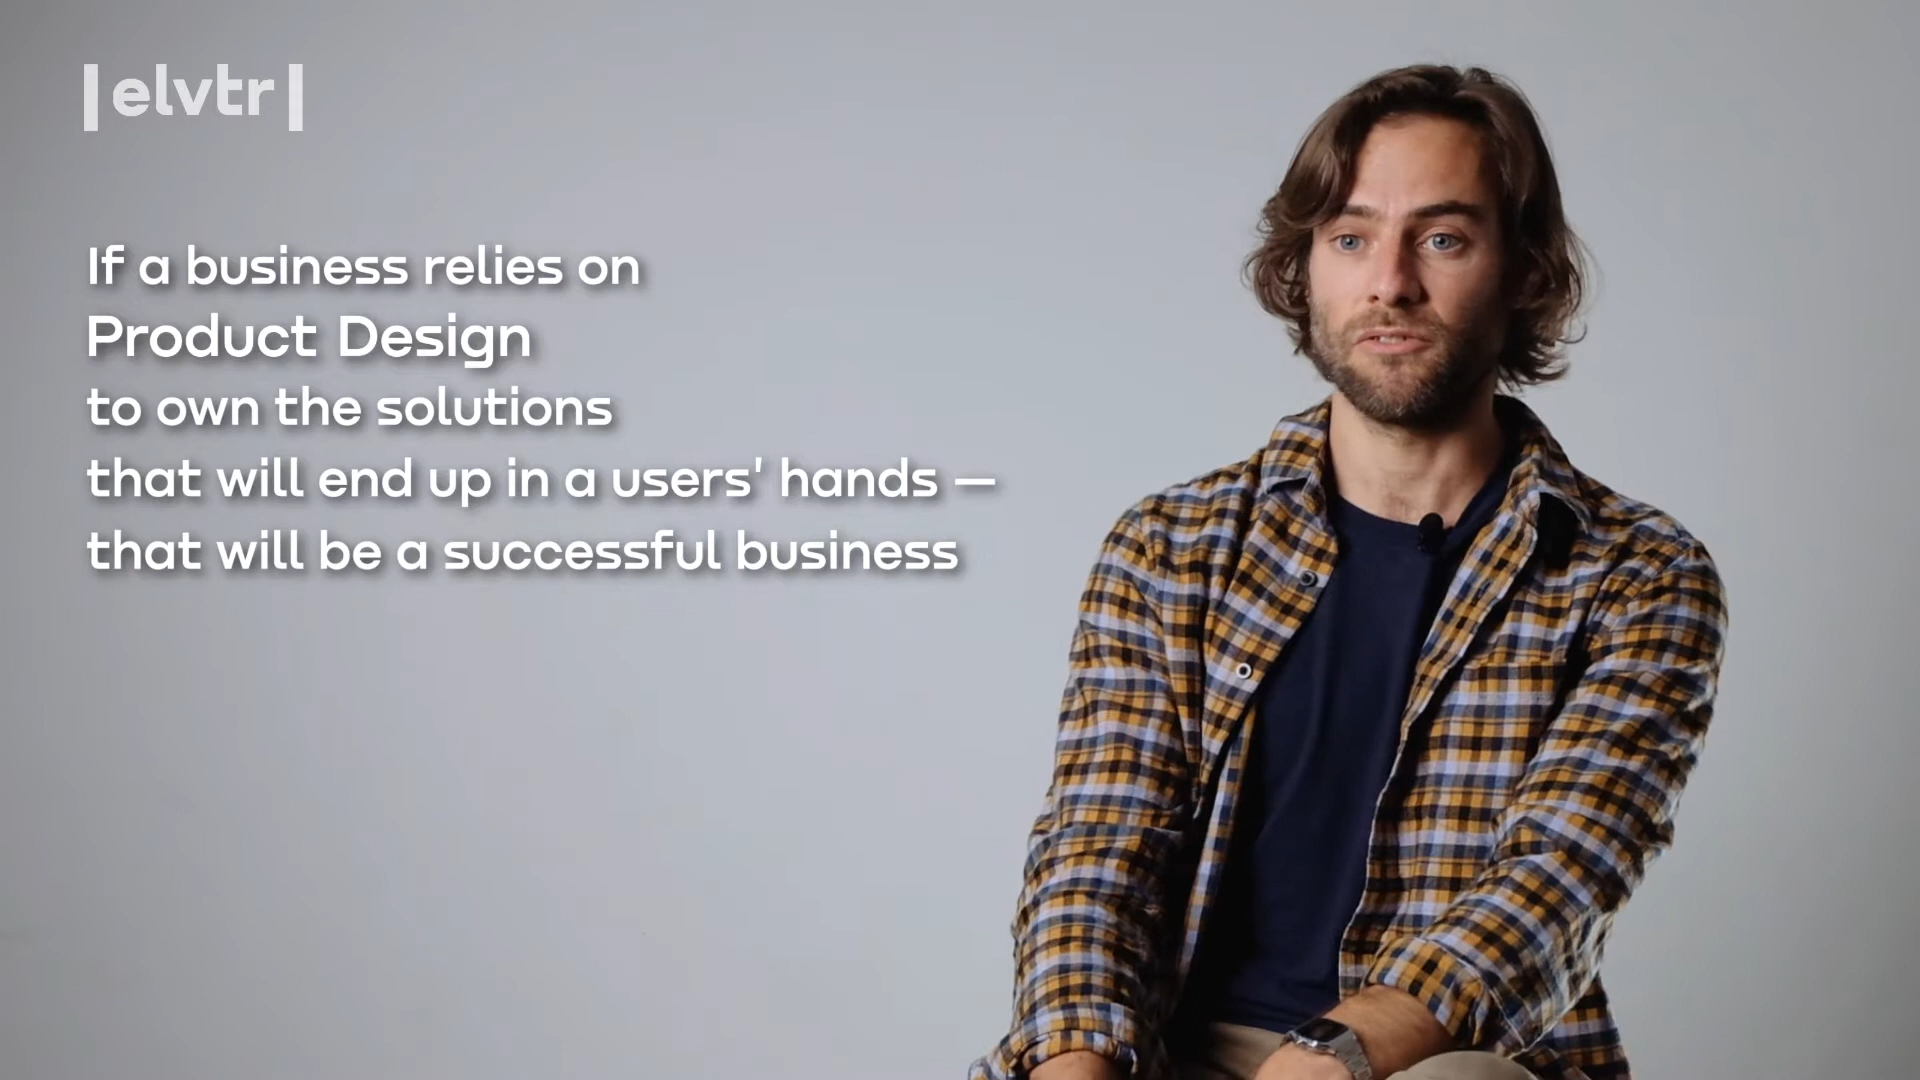 |elvtr|
If a business relies on
Product Design
to own the solutions
that will end up in a users' hands —
that will be a successful business